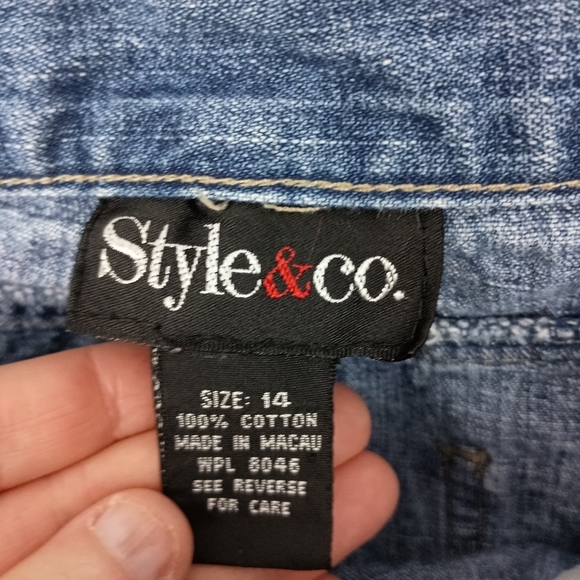 Style&co.
SIZE: 14
100% COTTON
MADE IN MACAU
WPL 8046
SEE REVERSE
FOR CARE